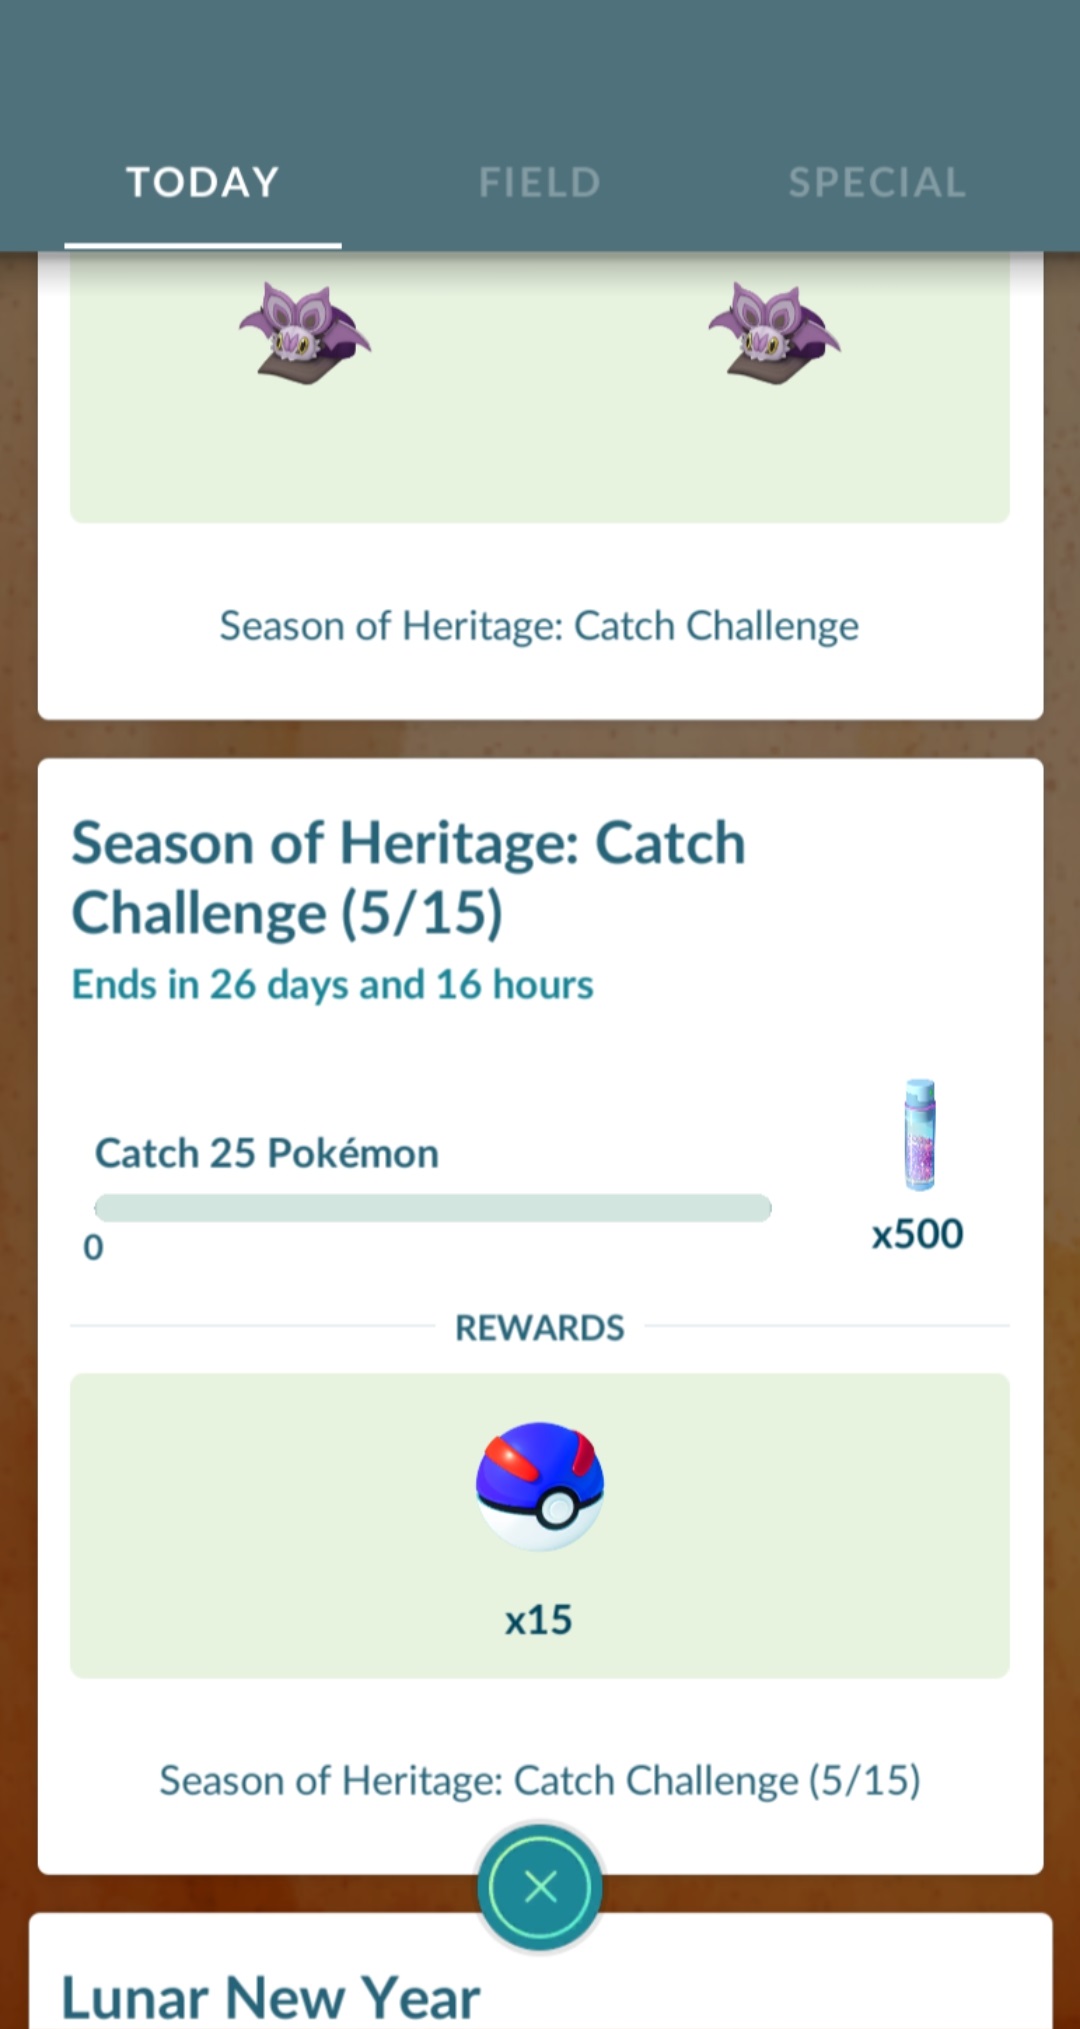 TODAY
FIELD
SPECIAL
Season of Heritage: Catch Challenge
Season of Heritage: Catch
Challenge (5/15)
Ends in 26 days and 16 hours
Catch 25 Pokémon
0
x500
REWARDS
x15
Season of Heritage: Catch Challenge (5/15)
Lunar New Year